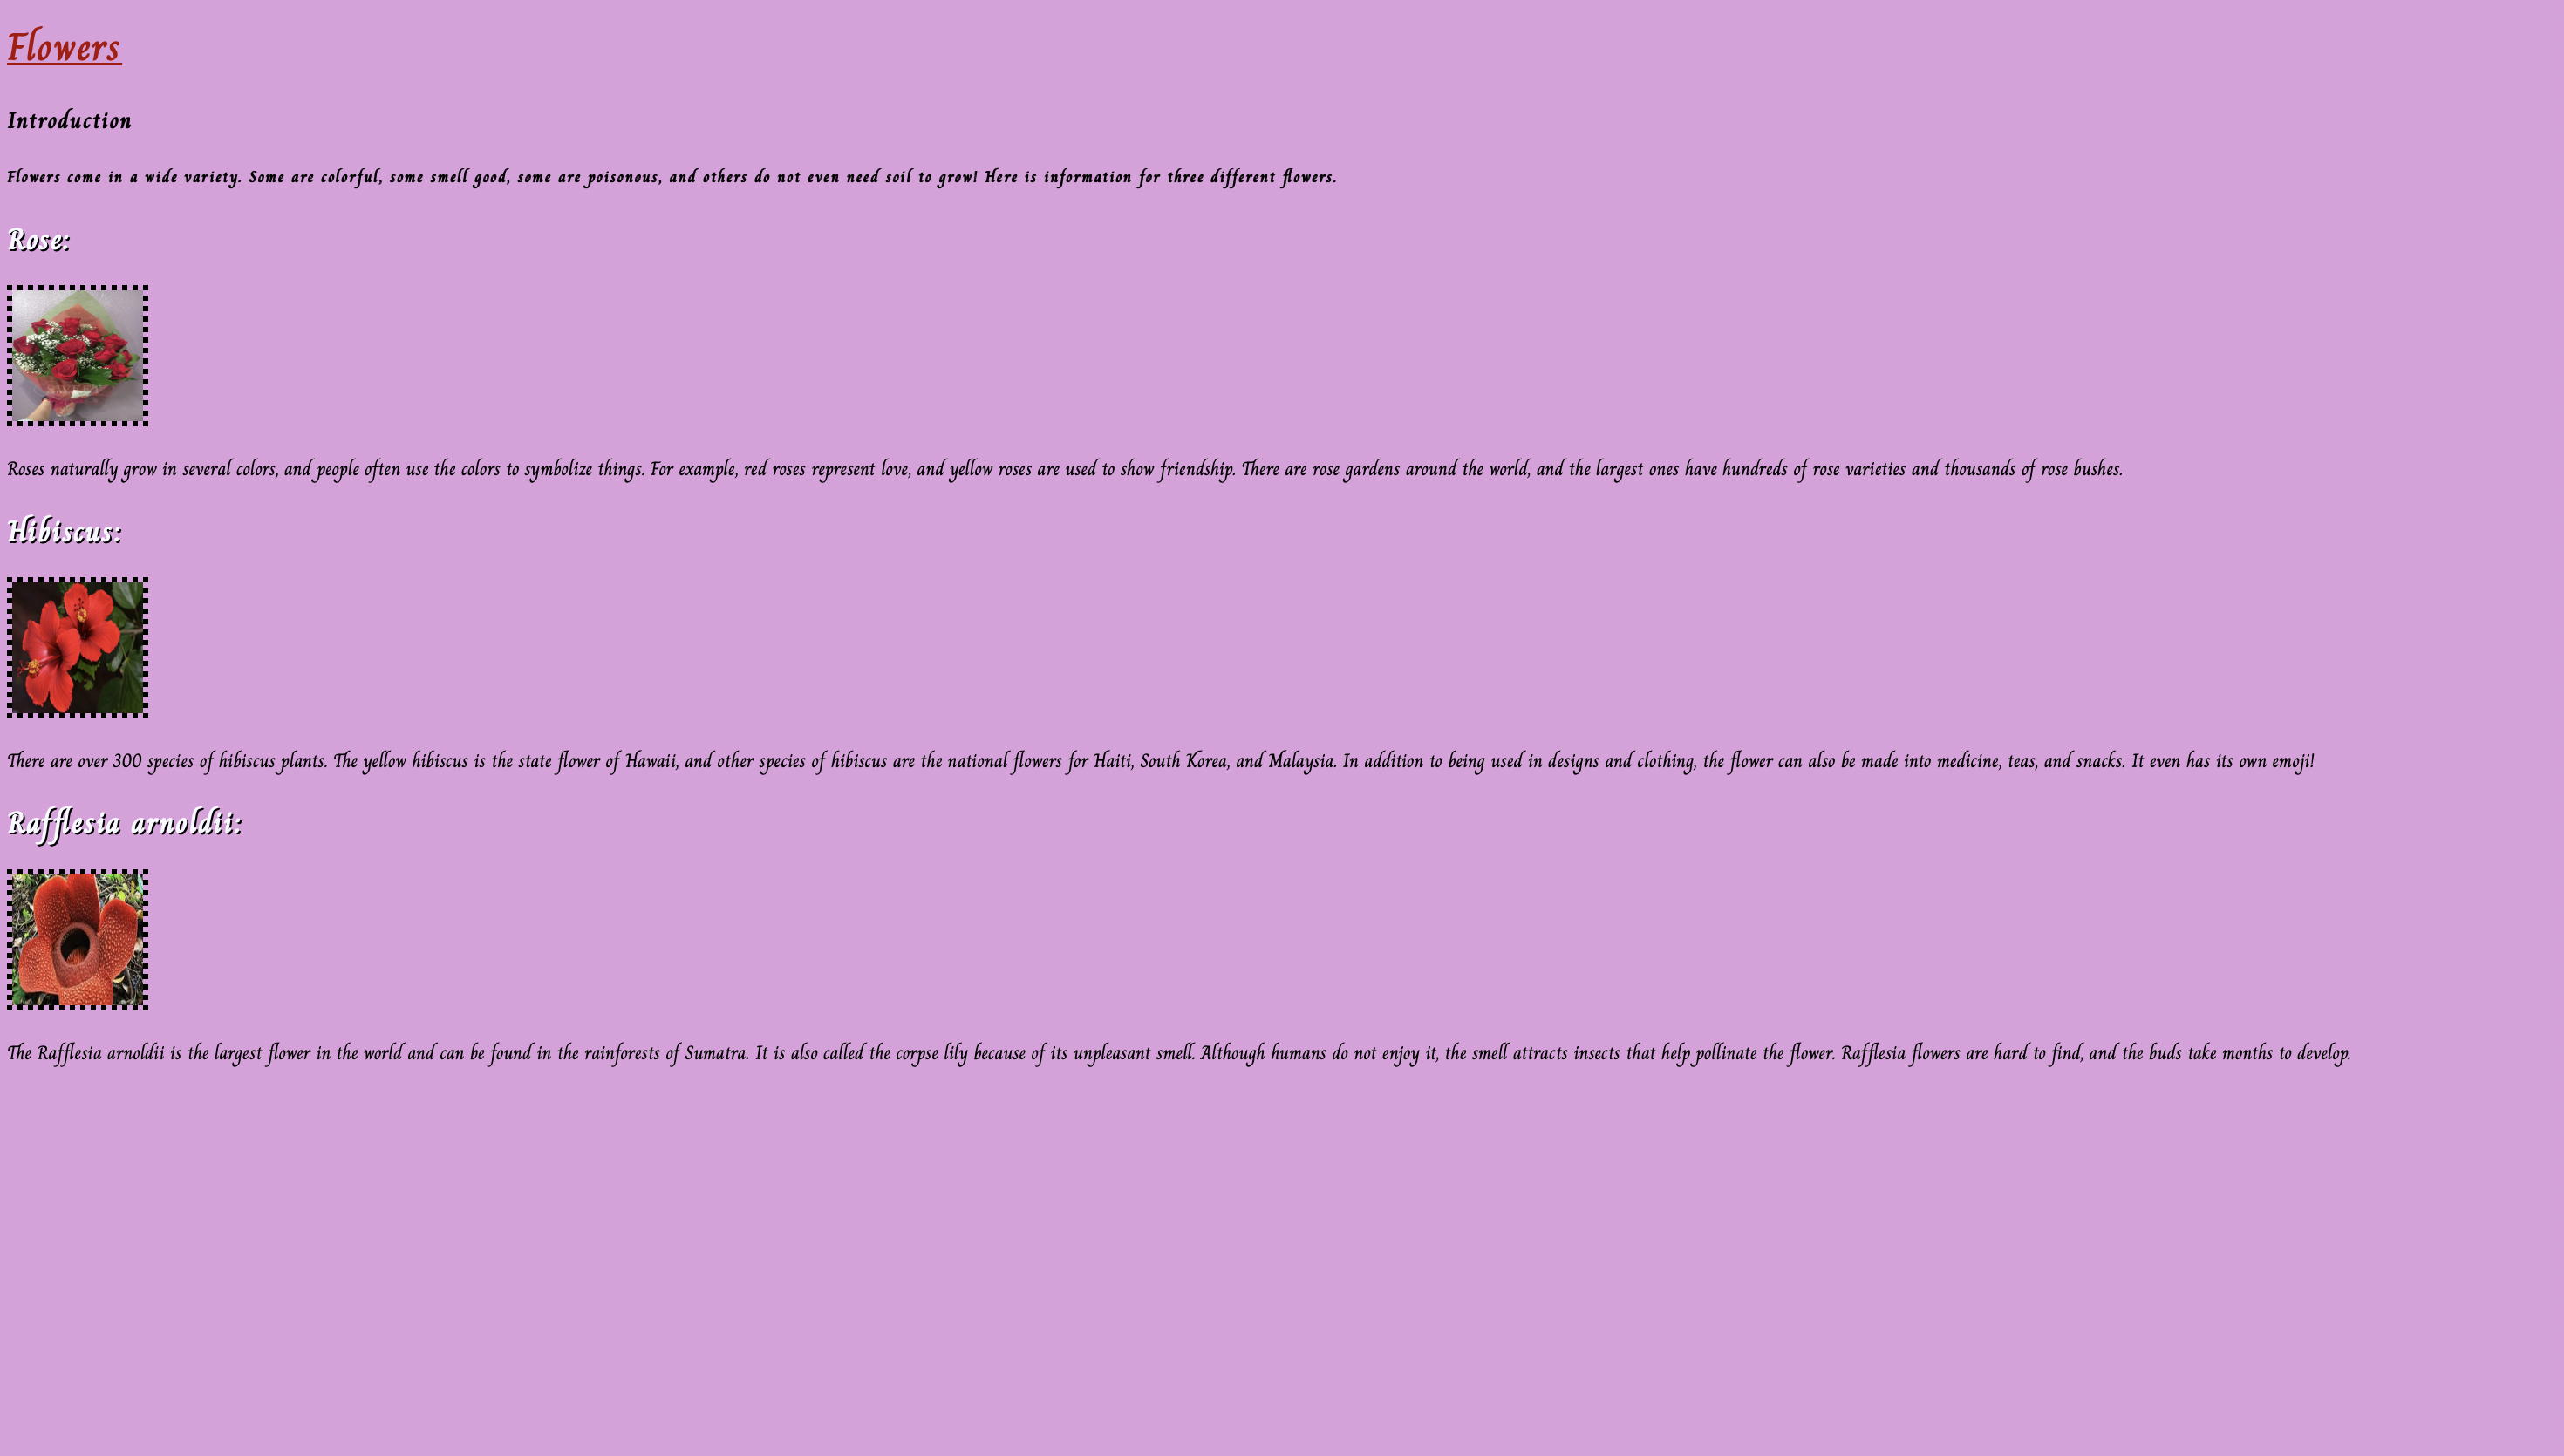 Flowers
Introduction
Flowers come in a wide variety. Some are colorful, some smell good, some are poisonous, and others do not even need soil to grow! Here is information for three different flowers.
Rose:
Roses naturally grow in several colors, and people often use the colors to symbolize things. For example, red roses represent love, and yellow roses are used to show friendship. There are rose gardens around the world, and the largest ones have hundreds of rose varieties and thousands of rose bushes.
Hibiscus:
There are over 300 species of hibiscus plants. The yellow hibiscus is the state flower of Hawaii, and other species of hibiscus are the national flowers for Haiti, South Korea, and Malaysia. In addition to being used in designs and clothing, the flower can also be made into medicine, teas, and snacks. It even has its own emoji!
Rafflesia arnoldii:
The Rafflesia arnoldii is the largest flower in the world and can be found in the rainforests of Sumatra. It is also called the corpse lily because of its unpleasant smell. Although humans do not enjoy it, the smell attracts insects that help pollinate the flower. Rafflesia flowers are hard to find, and the buds take months to develop.